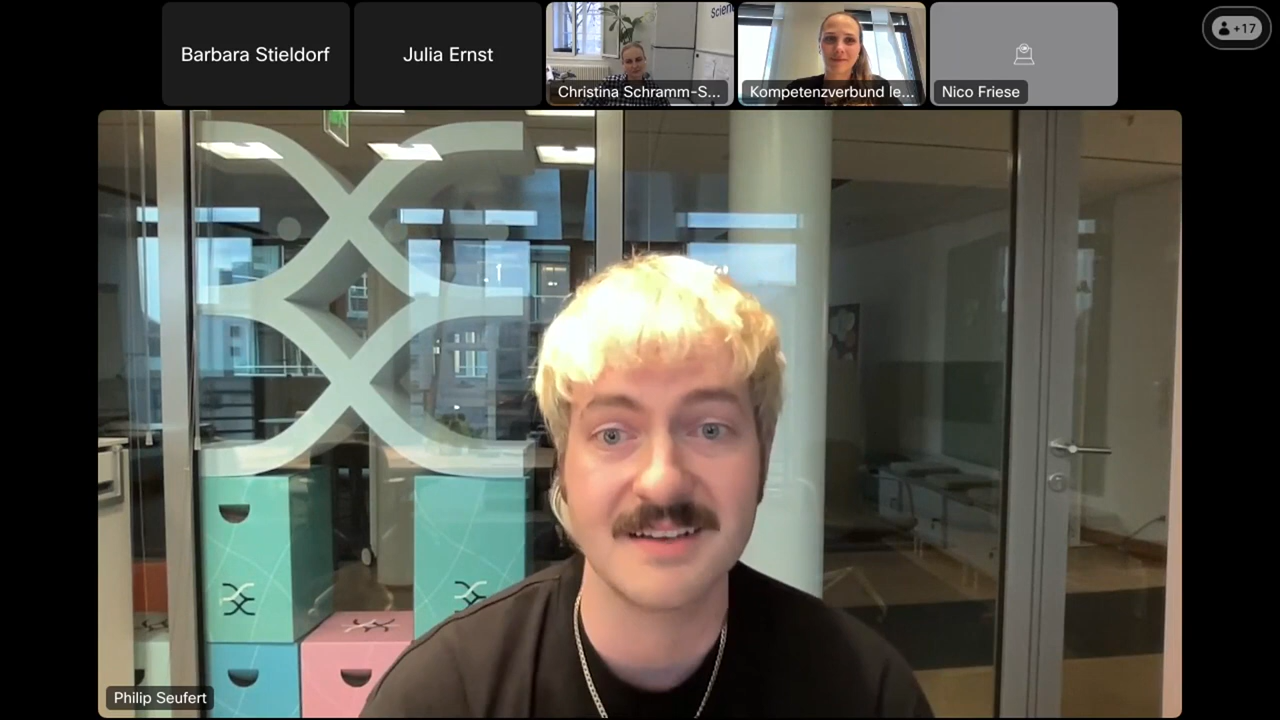 Barbara Stieldorf
Julia Ernst
Christina Schramm-S...
Kompetenzverbund le...
Nico Friese
+17
Philip Seufert